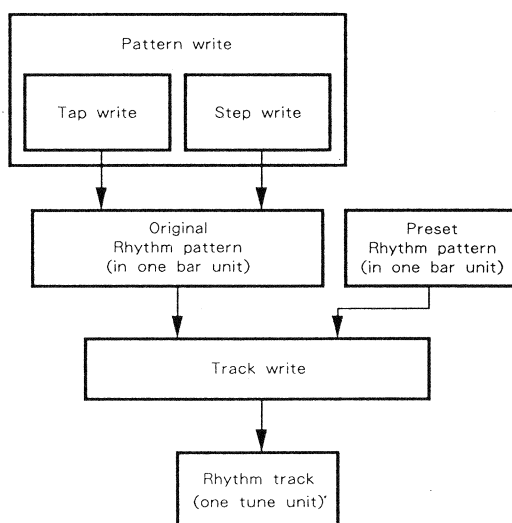 Pattern write
Tap write
Step write
Original
Rhythm pattern
(in one bar unit)
Preset
Rhythm pattern
(in one bar unit)
Track write
Rhythm track
(one tune unit)